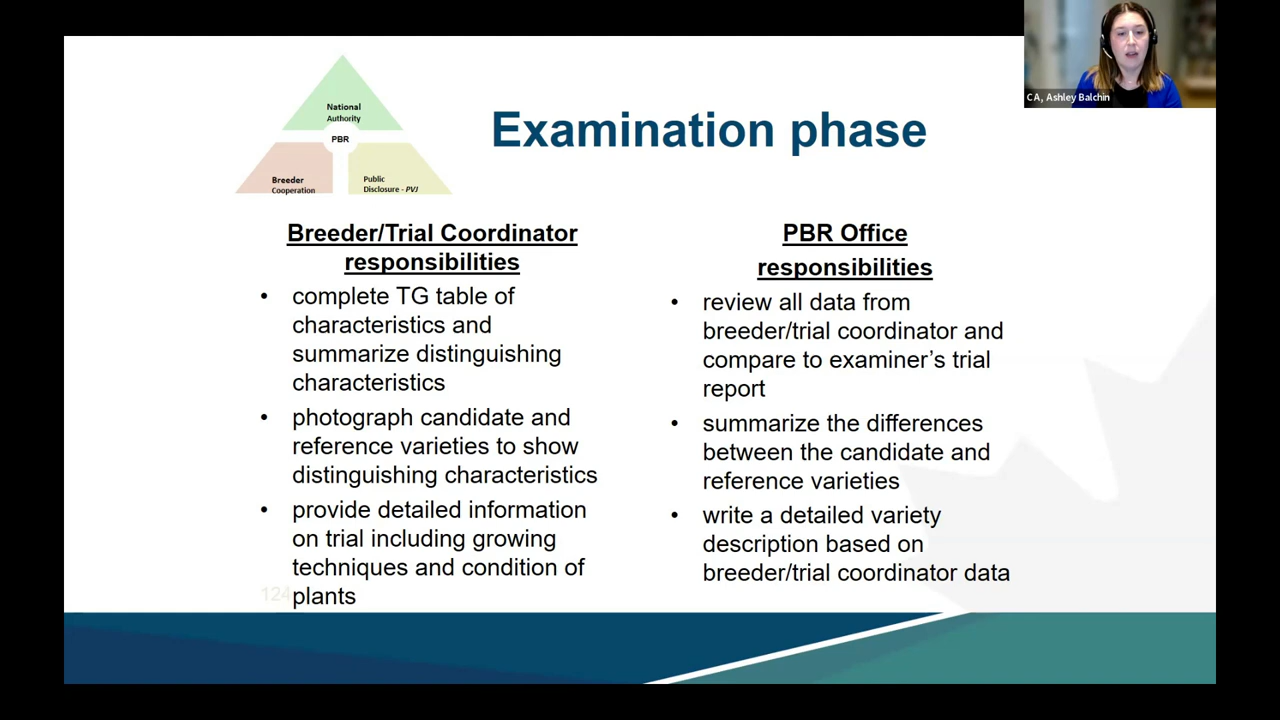 CA, Ashley Balchin
National
Authority
PBR
Breeder
Cooperation
Public
Disclosure - PVJ
Examination phase
Breeder/Trial Coordinator
responsibilities
• complete TG table of
characteristics and
summarize distinguishing
characteristics
• photograph candidate and
reference varieties to show
distinguishing characteristics
• provide detailed information
on trial including growing
techniques and condition of
plants
PBR Office
responsibilities
• review all data from
breeder/trial coordinator and
compare to examiner’s trial
report
• summarize the differences
between the candidate and
reference varieties
• write a detailed variety
description based on
breeder/trial coordinator data
124